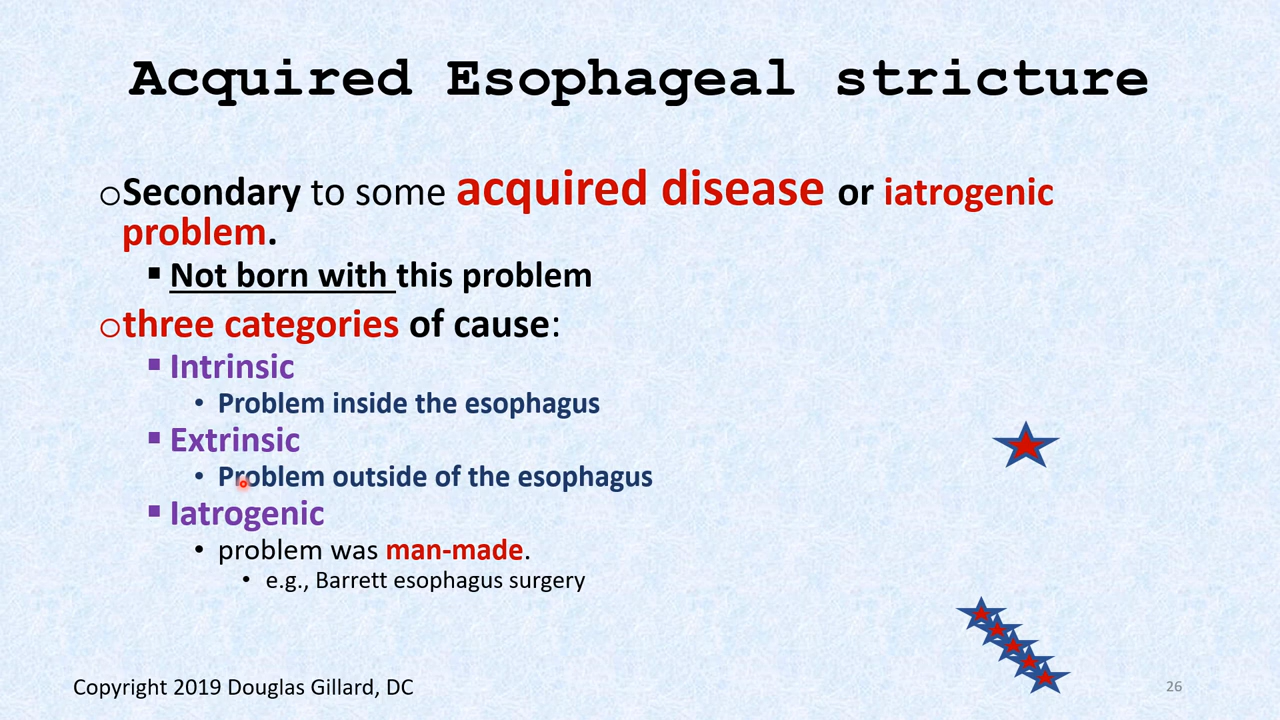 Acquired Esophageal stricture
oSecondary to some acquired disease or iatrogenic
problem.
▪ Not born with this problem
othree categories of cause:
▪ Intrinsic
• Problem inside the esophagus
▪ Extrinsic
• Problem outside of the esophagus
▪ Iatrogenic
• problem was man-made.
• e.g., Barrett esophagus surgery
Copyright 2019 Douglas Gillard, DC
26